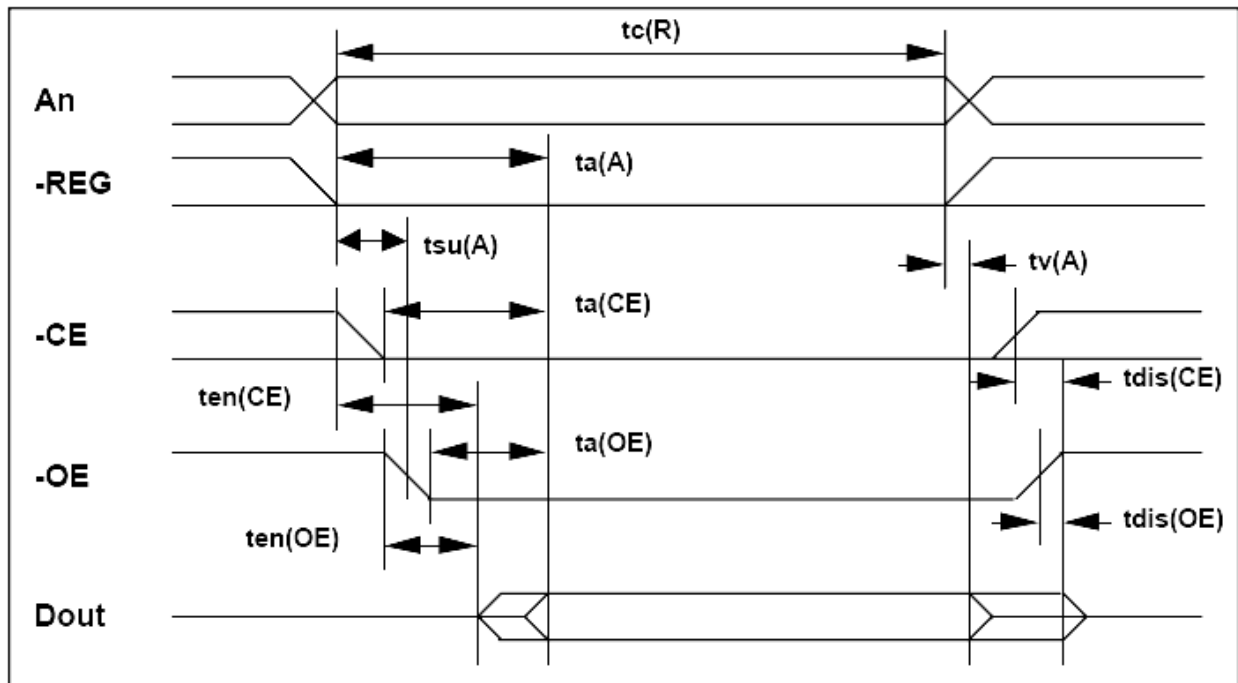 tc(R)
An
ta(A)
-REG
tsu(A)
tv(A)
ta(CE)
-CE
tdis(CE)
ten(CE)
ta(OE)
-OE
tdis(OE)
ten(OE)
Dout